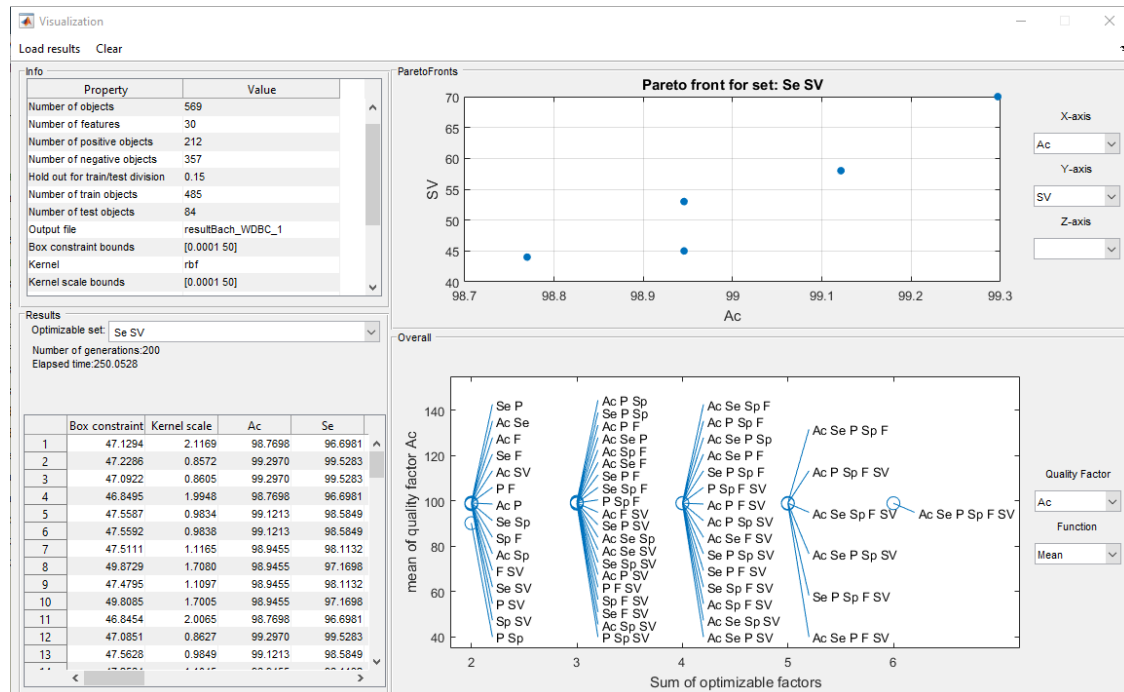 Visualization
Load results Clear
Info
Property Value
Number of objects 569
Number of features 30
Number of positive objects 212
Number of negative objects 357
Hold out for train/test division 0.15
Number of train objects 485
Number of test objects 84
Output file resultBach_WDBC_1
Box constraint bounds [0.0001 50]
Kernel rbf
Kernel scale bounds [0.0001 50]
Results
Optimizable set: Se SV
Number of generations:200
Elapsed time:250.0528
Box constraint Kernel scale Ac Se
1 47.1294 2.1169 98.7698 96.6981
2 47.2286 0.8572 99.2970 99.5283
3 47.0922 0.8605 99.2970 99.5283
4 46.8495 1.9948 98.7698 96.6981
5 47.5587 0.9834 99.1213 98.5849
6 47.5592 0.9838 99.1213 98.5849
7 47.5111 1.1165 98.9455 98.1132
8 49.8729 1.7080 98.9455 97.1698
9 47.4795 1.1097 98.9455 98.1132
10 49.8085 1.7005 98.9455 97.1698
11 46.8454 2.0065 98.7698 96.6981
12 47.0851 0.8627 99.2970 99.5283
13 47.5628 0.9849 99.1213 98.5849
ParetoFronts
Pareto front for set: Se SV
70
65
60
55
50
45
40
SV
98.7 98.8 98.9 99 99.1 99.2 99.3
Ac
X-axis
Ac
Y-axis
SV
Z-axis
Overall
140
120
100
80
60
40
mean of quality factor Ac
Se P
Ac Se
Ac F
Se F
Ac SV
P F
Ac P
Se Sp
Sp F
Ac Sp
F SV
Se SV
P SV
Sp SV
P Sp
Ac P Sp
Se P Sp
Ac P F
Ac Se P
Ac Sp F
Ac Se F
Se P F
Se Sp F
P Sp F
Ac F SV
Se P SV
Ac Se Sp
Ac Se SV
Se Sp SV
Ac P SV
P F SV
Sp F SV
Se F SV
Ac Sp SV
P Sp SV
Ac Se Sp F
Ac P Sp F
Ac Se P Sp
Ac Se P F
Se P Sp F
P Sp F SV
Ac P F SV
Ac P Sp SV
Ac Se F SV
Se P Sp SV
Se P F SV
Ac Se Sp SV
Ac Sp F SV
Se Sp F SV
Ac Se P SV
Ac Se P Sp F
Ac P Sp F SV
Ac Se Sp F SV
Ac Se P Sp SV
Se P Sp F SV
Ac Se P F SV
Ac Se P Sp F SV
2 3 4 5 6
Sum of optimizable factors
Quality Factor
Ac
Function
Mean